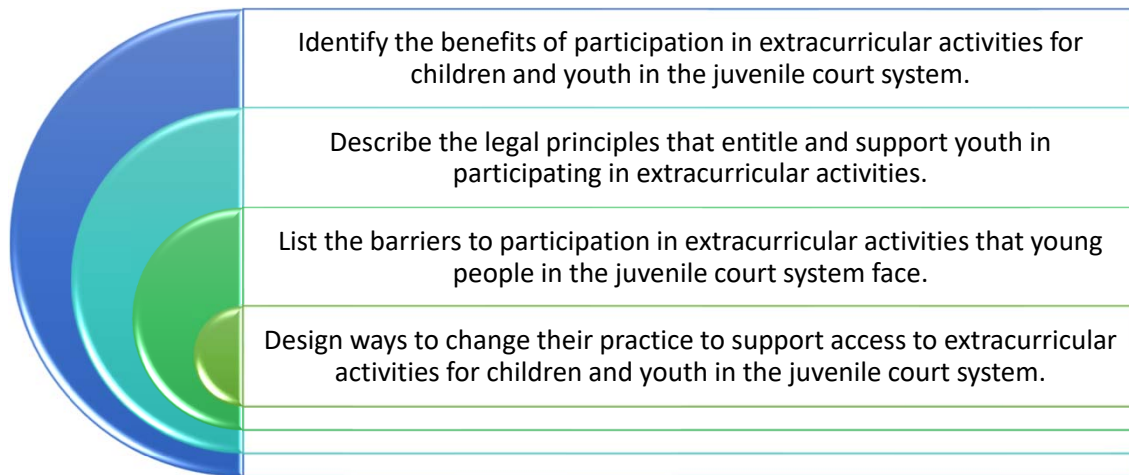 Identify the benefits of participation in extracurricular activities for
children and youth in the juvenile court system.
Describe the legal principles that entitle and support youth in
participating in extracurricular activities.
List the barriers to participation in extracurricular activities that young
people in the juvenile court system face.
Design ways to change their practice to support access to extracurricular
activities for children and youth in the juvenile court system.